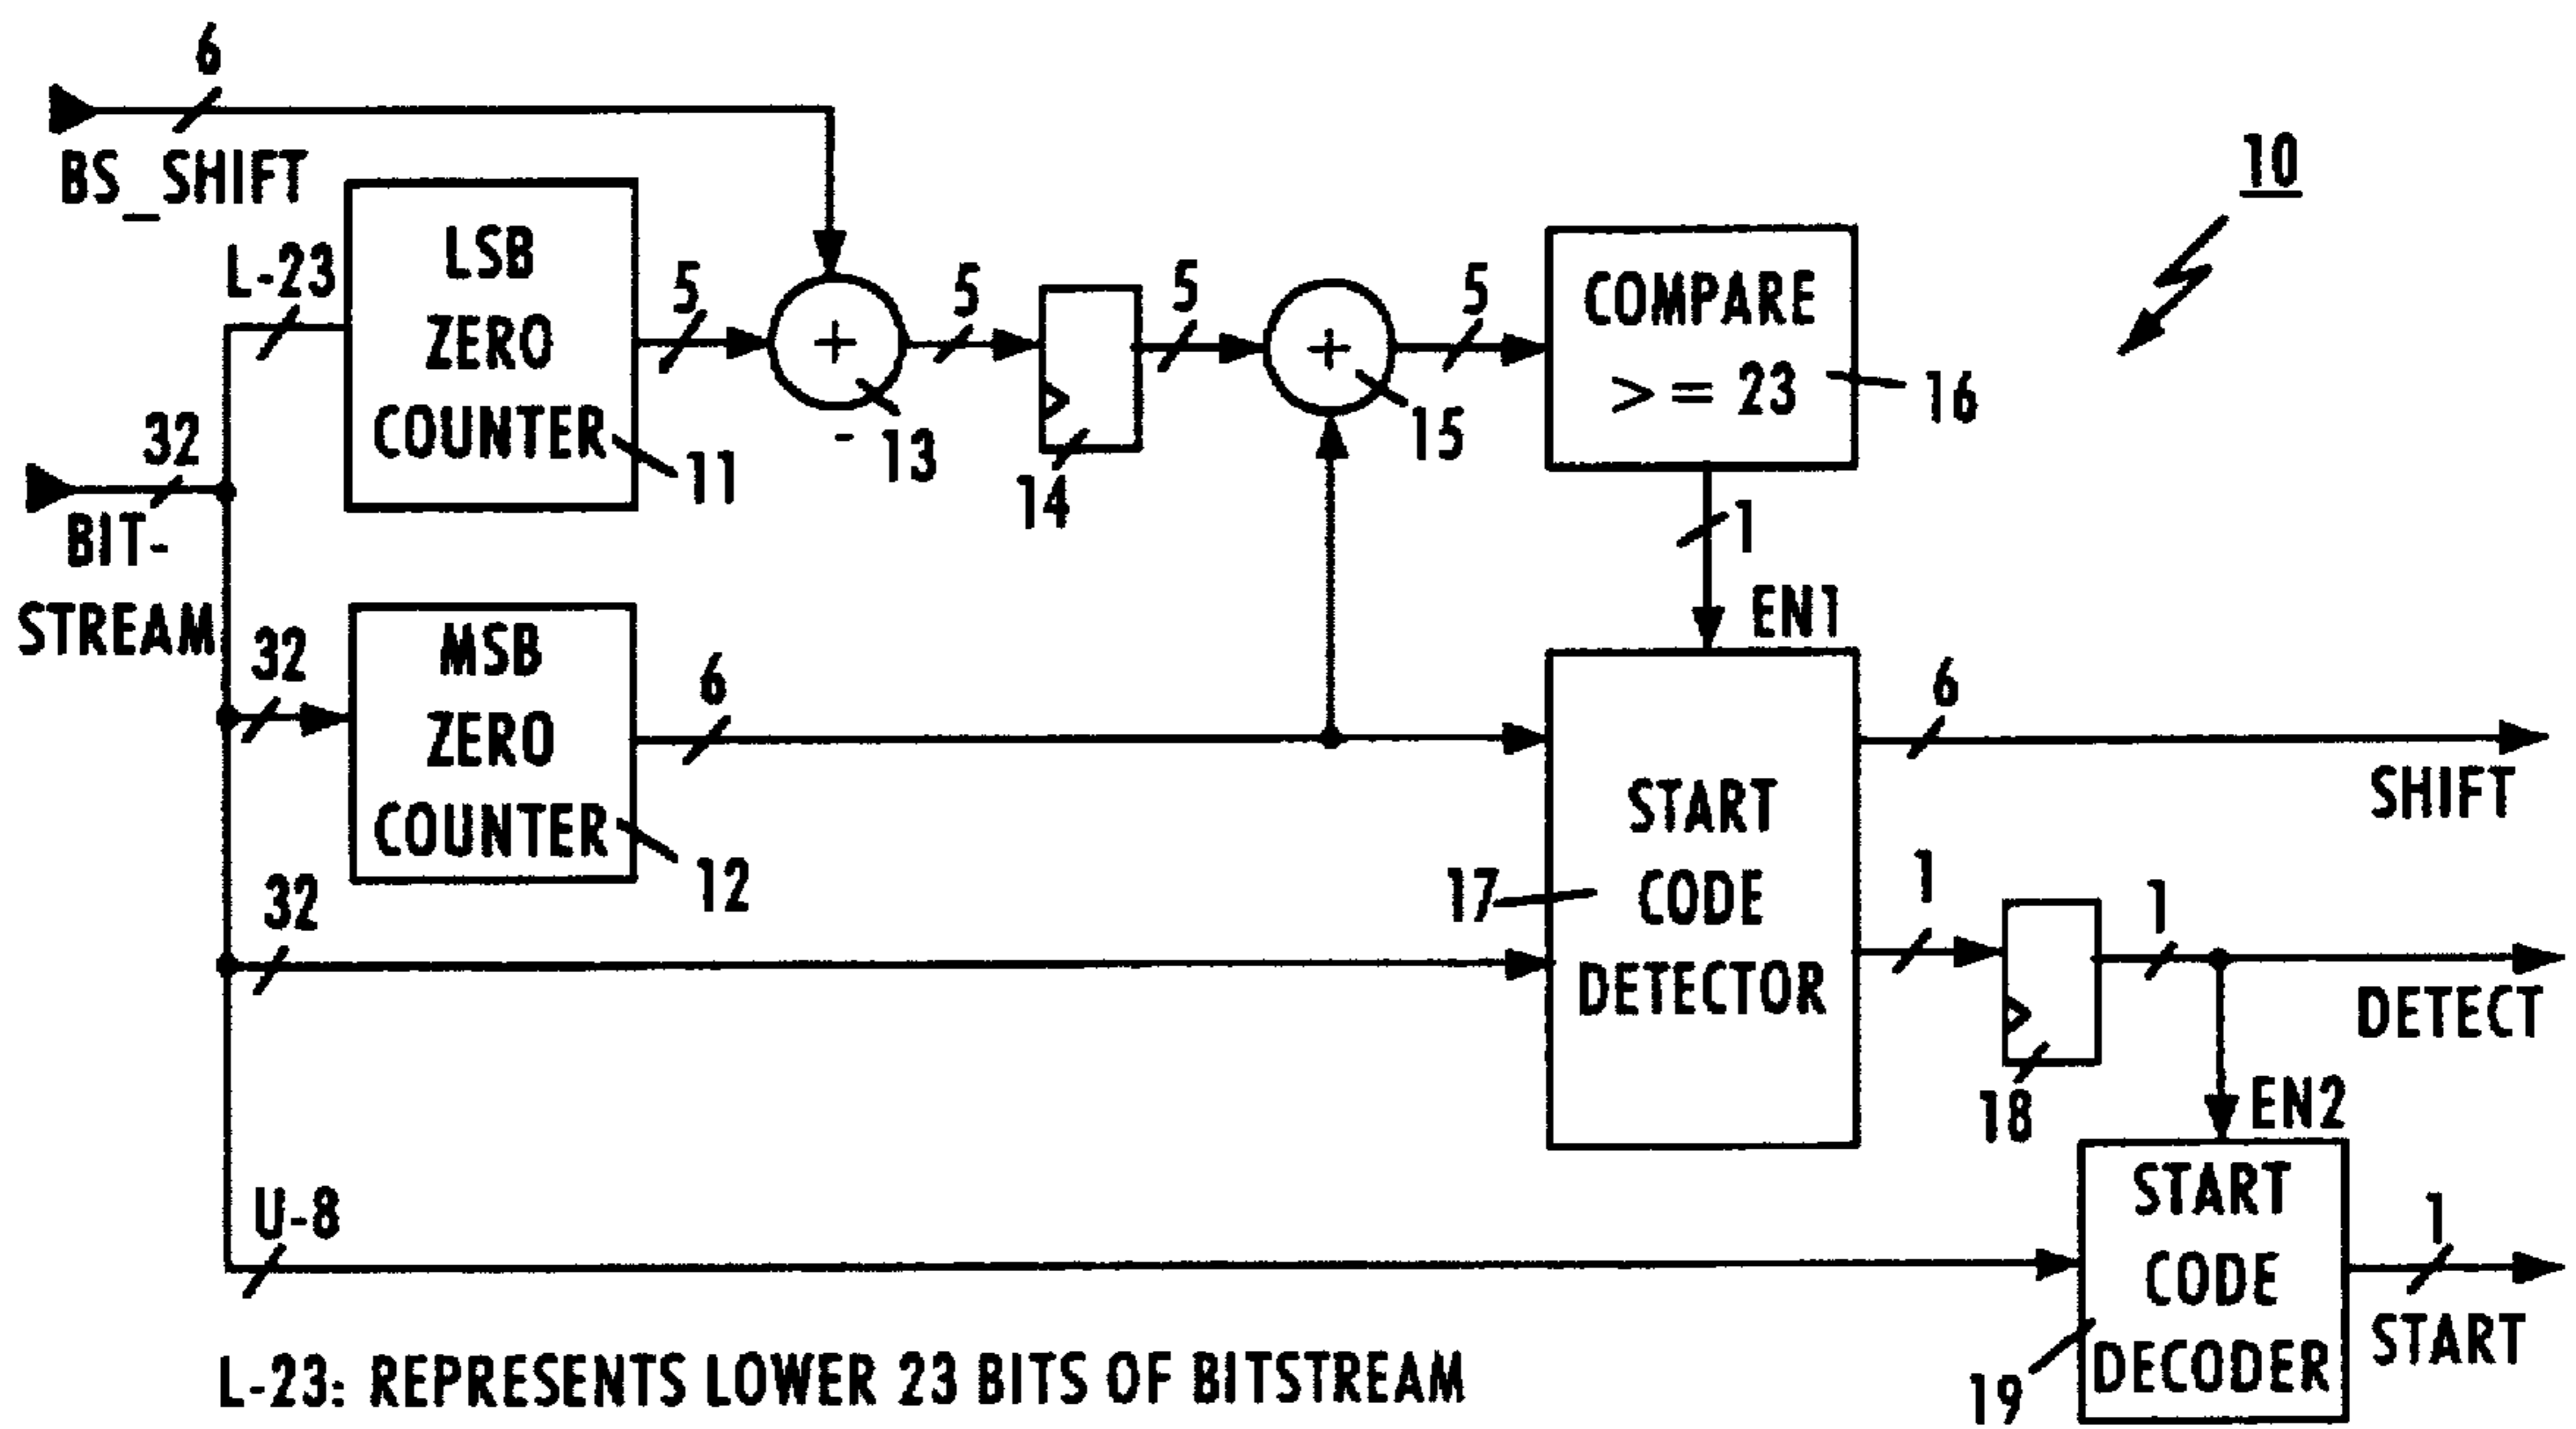 6
BS_SHIFT
10
L-23
LSB
ZERO
COUNTER
11
5
+
-
13
5
14
5
+
15
5
COMPARE
>= 23
16
1
EN1
32
BIT-
STREAM
32
MSB
ZERO
COUNTER
12
6
32
17
START
CODE
DETECTOR
6
SHIFT
1
18
1
DETECT
EN2
U-8
START
CODE
DECODER
19
1
START
L-23: REPRESENTS LOWER 23 BITS OF BITSTREAM